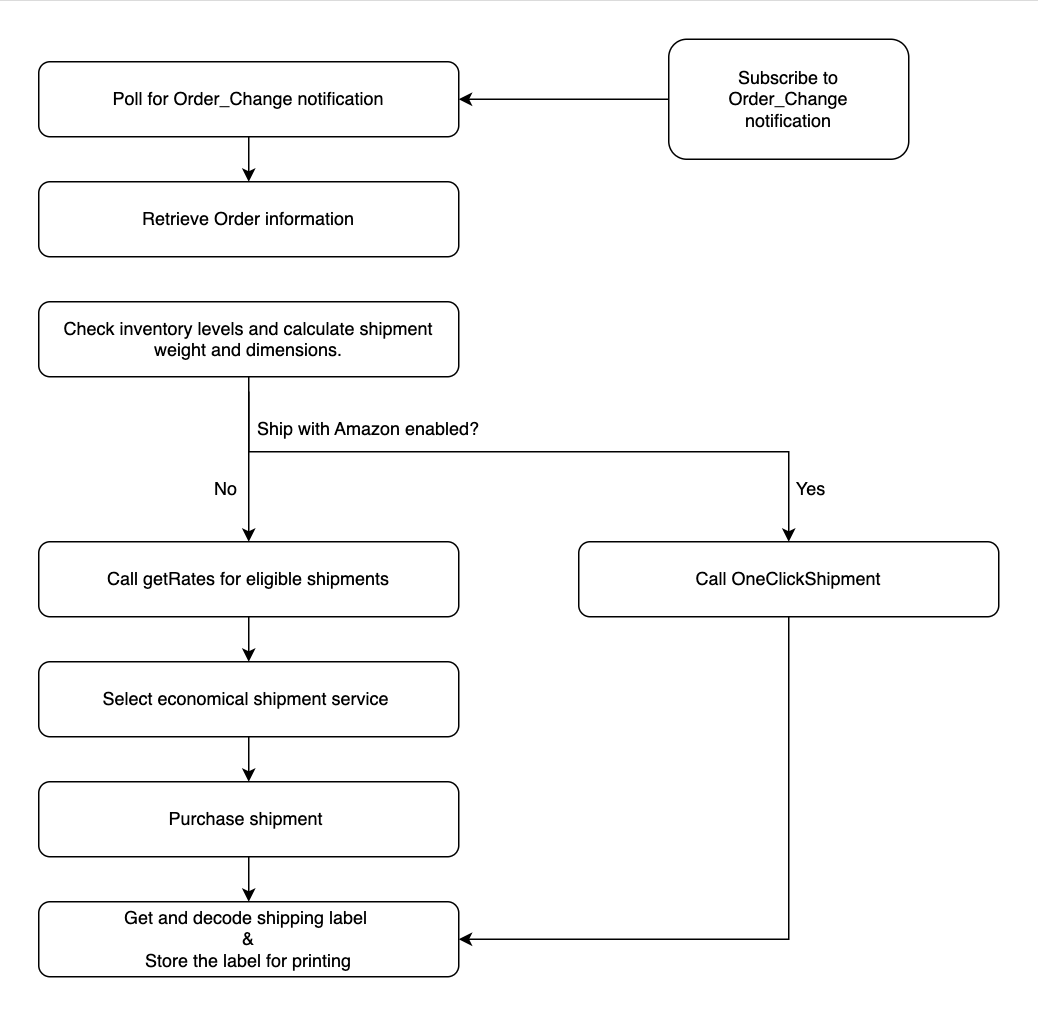 Poll for Order_Change notification
Subscribe to
Order_Change
notification
Retrieve Order information
Check inventory levels and calculate shipment
weight and dimensions.
Ship with Amazon enabled?
No
Yes
Call getRates for eligible shipments
Call OneClickShipment
Select economical shipment service
Purchase shipment
Get and decode shipping label
&
Store the label for printing